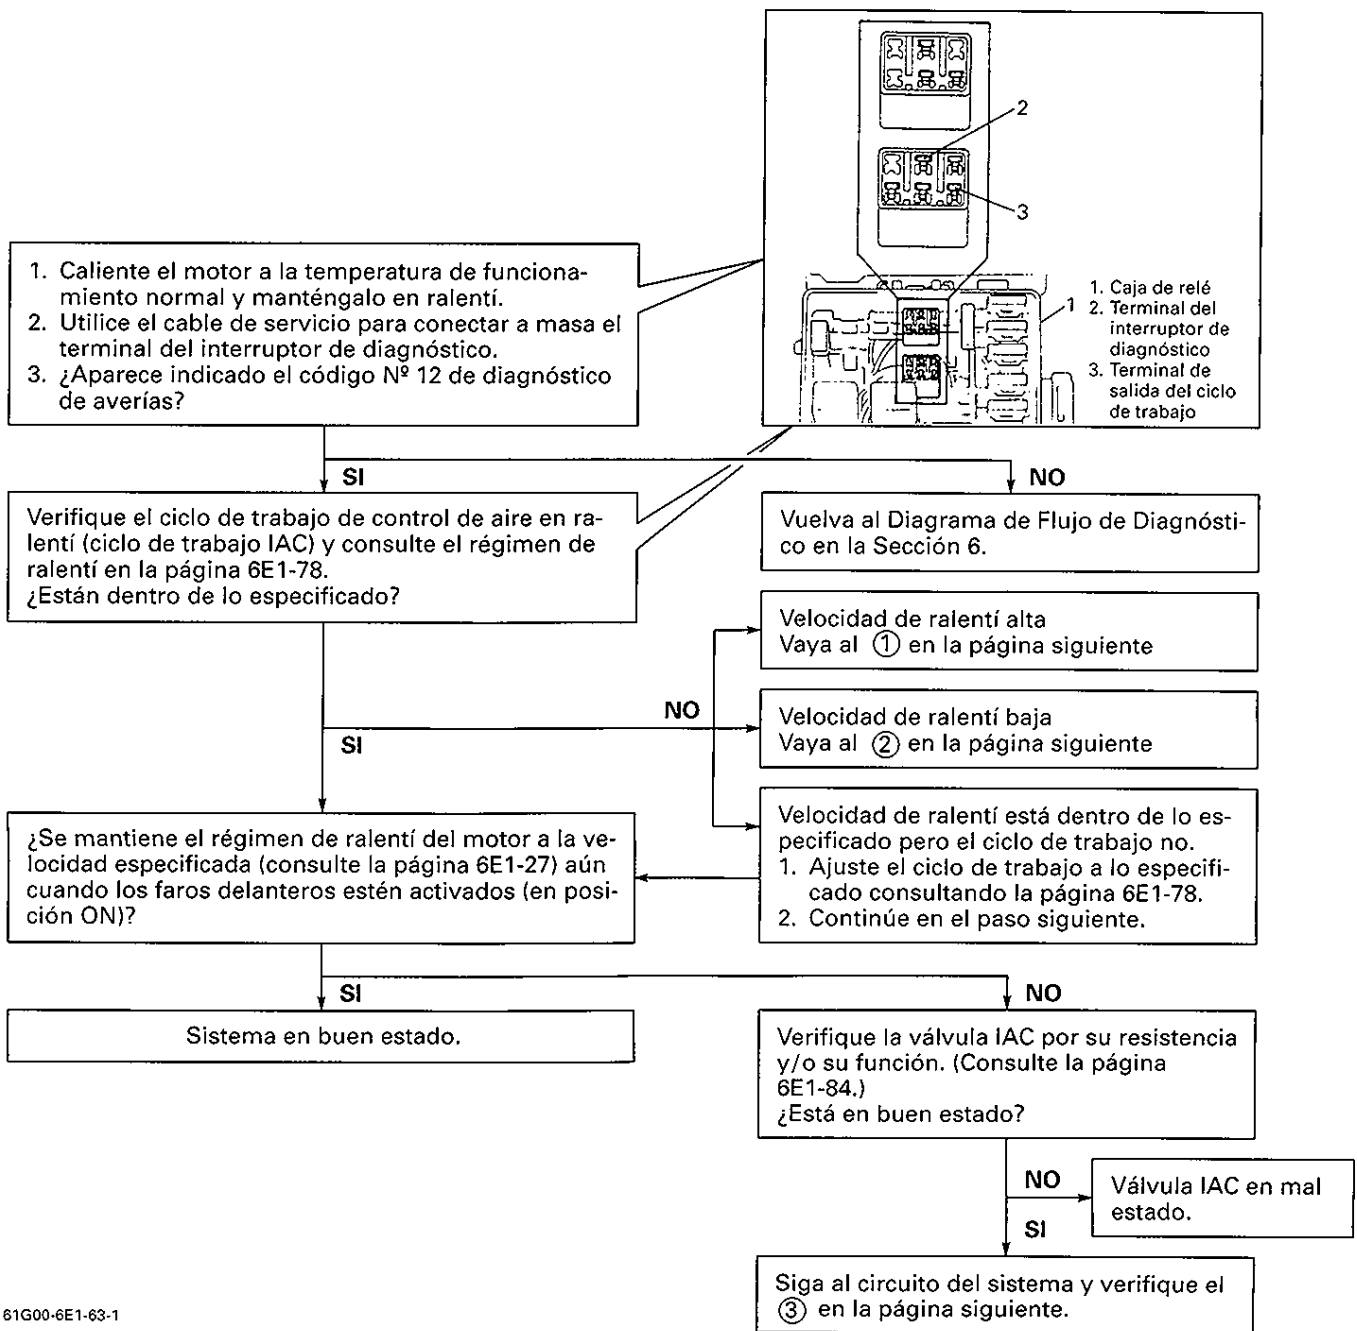 2
3
1
1. Caja de relé
2. Terminal del
interruptor de
diagnóstico
3. Terminal de
salida del ciclo
de trabajo
1. Caliente el motor a la temperatura de funciona-
miento normal y manténgalo en ralentí.
2. Utilice el cable de servicio para conectar a masa el
terminal del interruptor de diagnóstico.
3. ¿Aparece indicado el código Nº 12 de diagnóstico
de averías?
SI
NO
Verifique el ciclo de trabajo de control de aire en ra-
lentí (ciclo de trabajo IAC) y consulte el régimen de
ralentí en la página 6E1-78.
¿Están dentro de lo especificado?
Vuelva al Diagrama de Flujo de Diagnósti-
co en la Sección 6.
Velocidad de ralentí alta
Vaya al ① en la página siguiente
NO
SI
Velocidad de ralentí baja
Vaya al ② en la página siguiente
¿Se mantiene el régimen de ralentí del motor a la ve-
locidad especificada (consulte la página 6E1-27) aún
cuando los faros delanteros estén activados (en posi-
ción ON)?
Velocidad de ralentí está dentro de lo es-
pecificado pero el ciclo de trabajo no.
1. Ajuste el ciclo de trabajo a lo especifi-
cado consultando la página 6E1-78.
2. Continúe en el paso siguiente.
SI
NO
Sistema en buen estado.
Verifique la válvula IAC por su resistencia
y/o su función. (Consulte la página
6E1-84.)
¿Está en buen estado?
NO
Válvula IAC en mal
estado.
SI
Siga al circuito del sistema y verifique el
③ en la página siguiente.
61G00-6E1-63-1